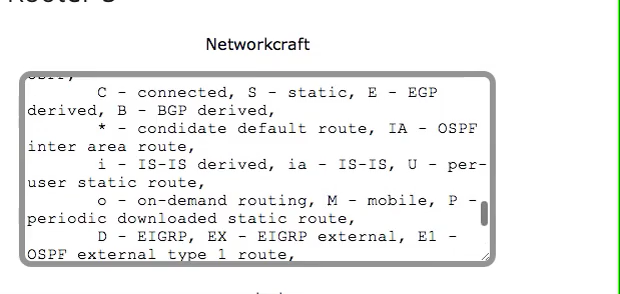 Networkcraft
C - connected, S - static, E - EGP
derived, B - BGP derived,
* - condidate default route, IA - OSPF
inter area route,
i - IS-IS derived, ia - IS-IS, U - per-
user static route,
o - on-demand routing, M - mobile, P -
periodic downloaded static route,
D - EIGRP, EX - EIGRP external, E1 -
OSPF external type 1 route,